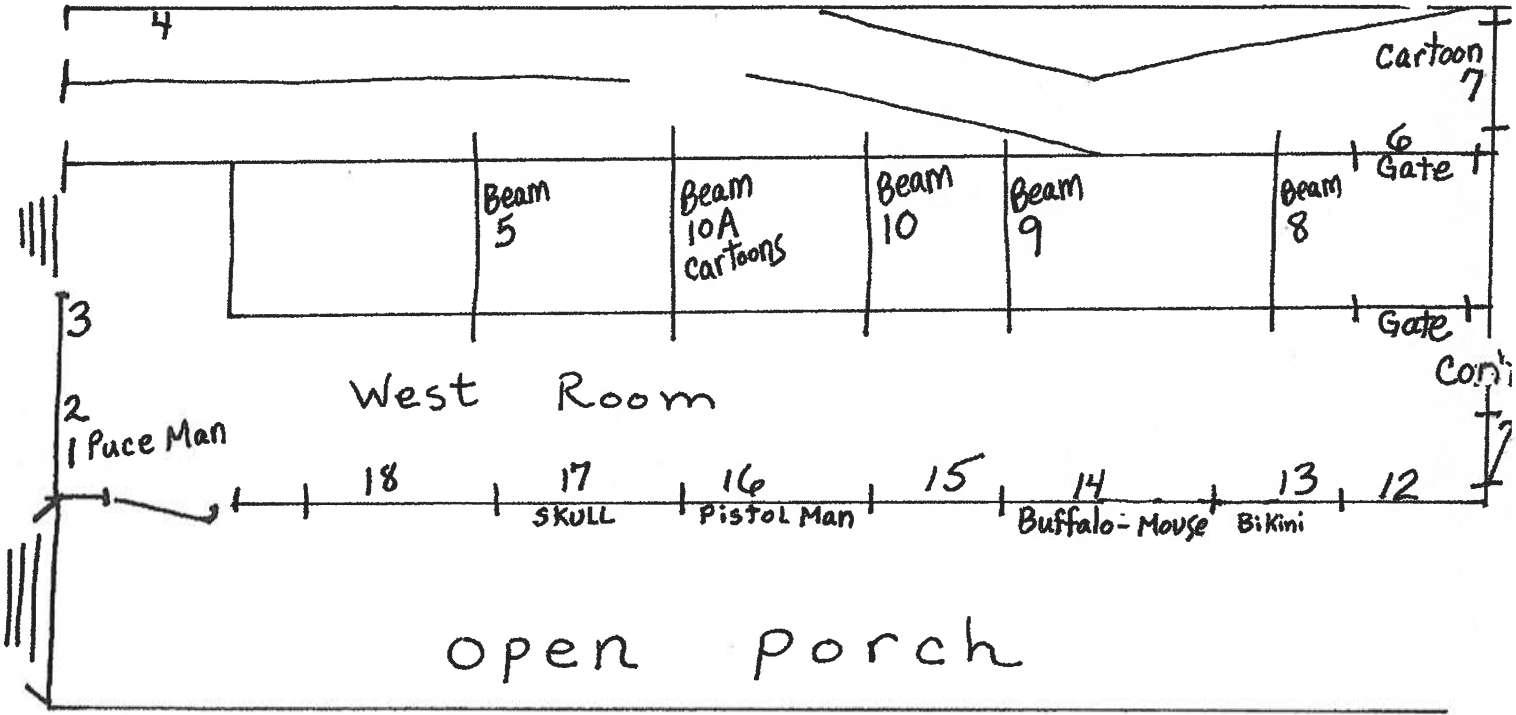 4
Cartoon
7
6
Gate
Beam
5
Beam
10A
Cartoons
Beam
10
Beam
9
Beam
8
Gate
3
West Room
2
1 Puce Man
18
17
16
15
14
13
12
SKULL
Pistol Man
Buffalo-Mouse
Bikini
open porch